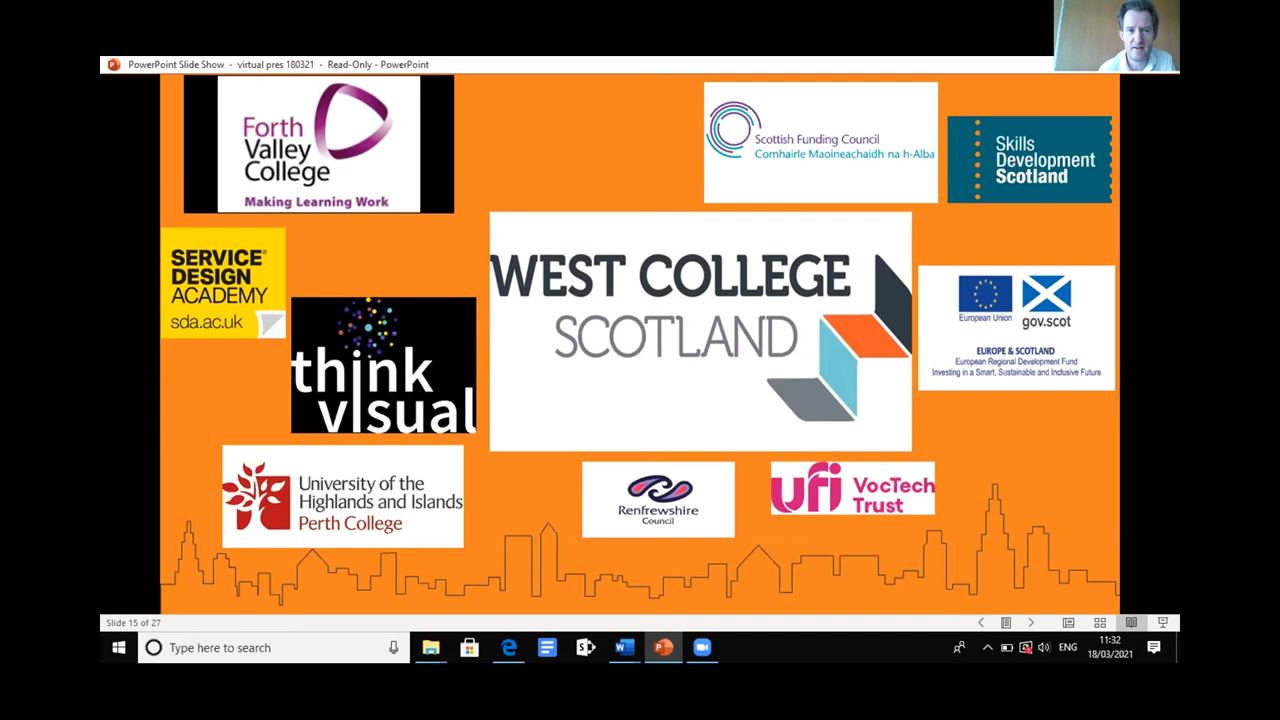 PowerPoint Slide Show - virtual pres 180321 - Read-Only - PowerPoint
Forth
Valley
College
Making Learning Work
Scottish Funding Council
Comhairle Maoineachaidh na h-Alba
Skills
Development
Scotland
SERVICE
DESIGN
ACADEMY
sda.ac.uk
think
visual
WEST COLLEGE
SCOTLAND
European Union
gov.scot
EUROPE & SCOTLAND
European Regional Development Fund
Investing in a Smart, Sustainable and Inclusive Future
University of the
Highlands and Islands
Perth College
Renfrewshire
Council
ufi VocTech
Trust
Slide 15 of 27
Type here to search
ENG
11:32
18/03/2021